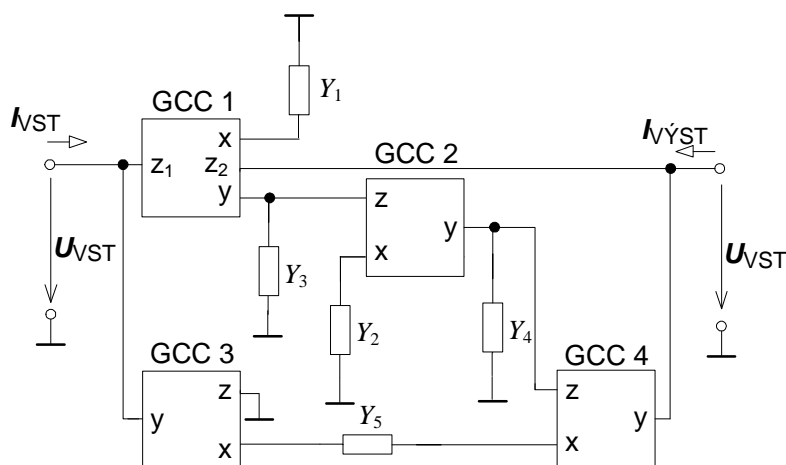 Y1
GCC 1
IVST
IVÝST
x
GCC 2
z1
z2
y
z
y
x
UVST
Y3
Y2
Y4
UVST
GCC 3
GCC 4
z
y
x
Y5
z
x
y